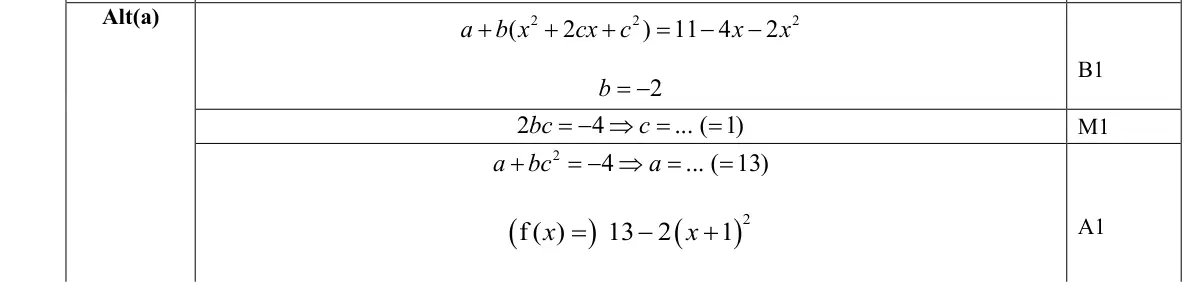 Alt(a)
a + b(x² + 2cx + c²) = 11 − 4x − 2x²
b = −2
B1
2bc = −4 ⇒ c = ... (= 1)
M1
a + bc² = −4 ⇒ a = ... (= 13)
(f(x) =) 13 − 2(x + 1)²
A1